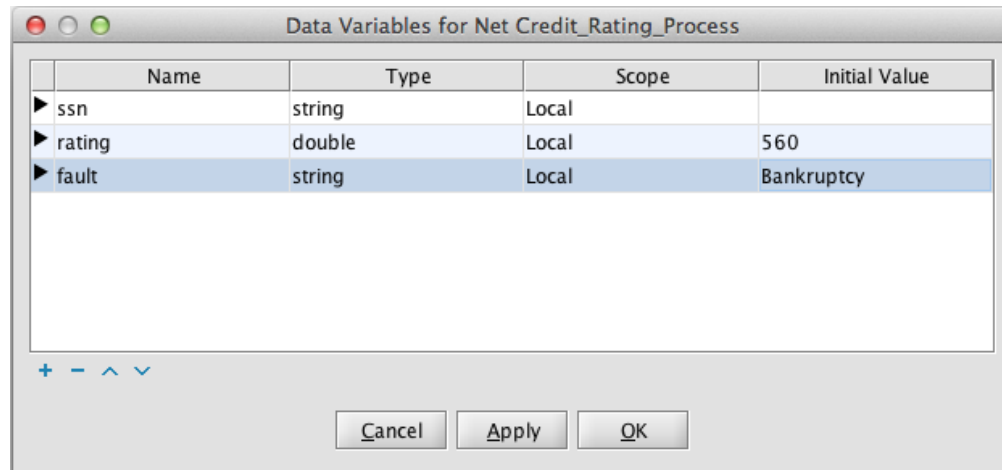 Data Variables for Net Credit_Rating_Process
Name Type Scope Initial Value
ssn string Local
rating double Local 560
fault string Local Bankruptcy
Cancel Apply OK